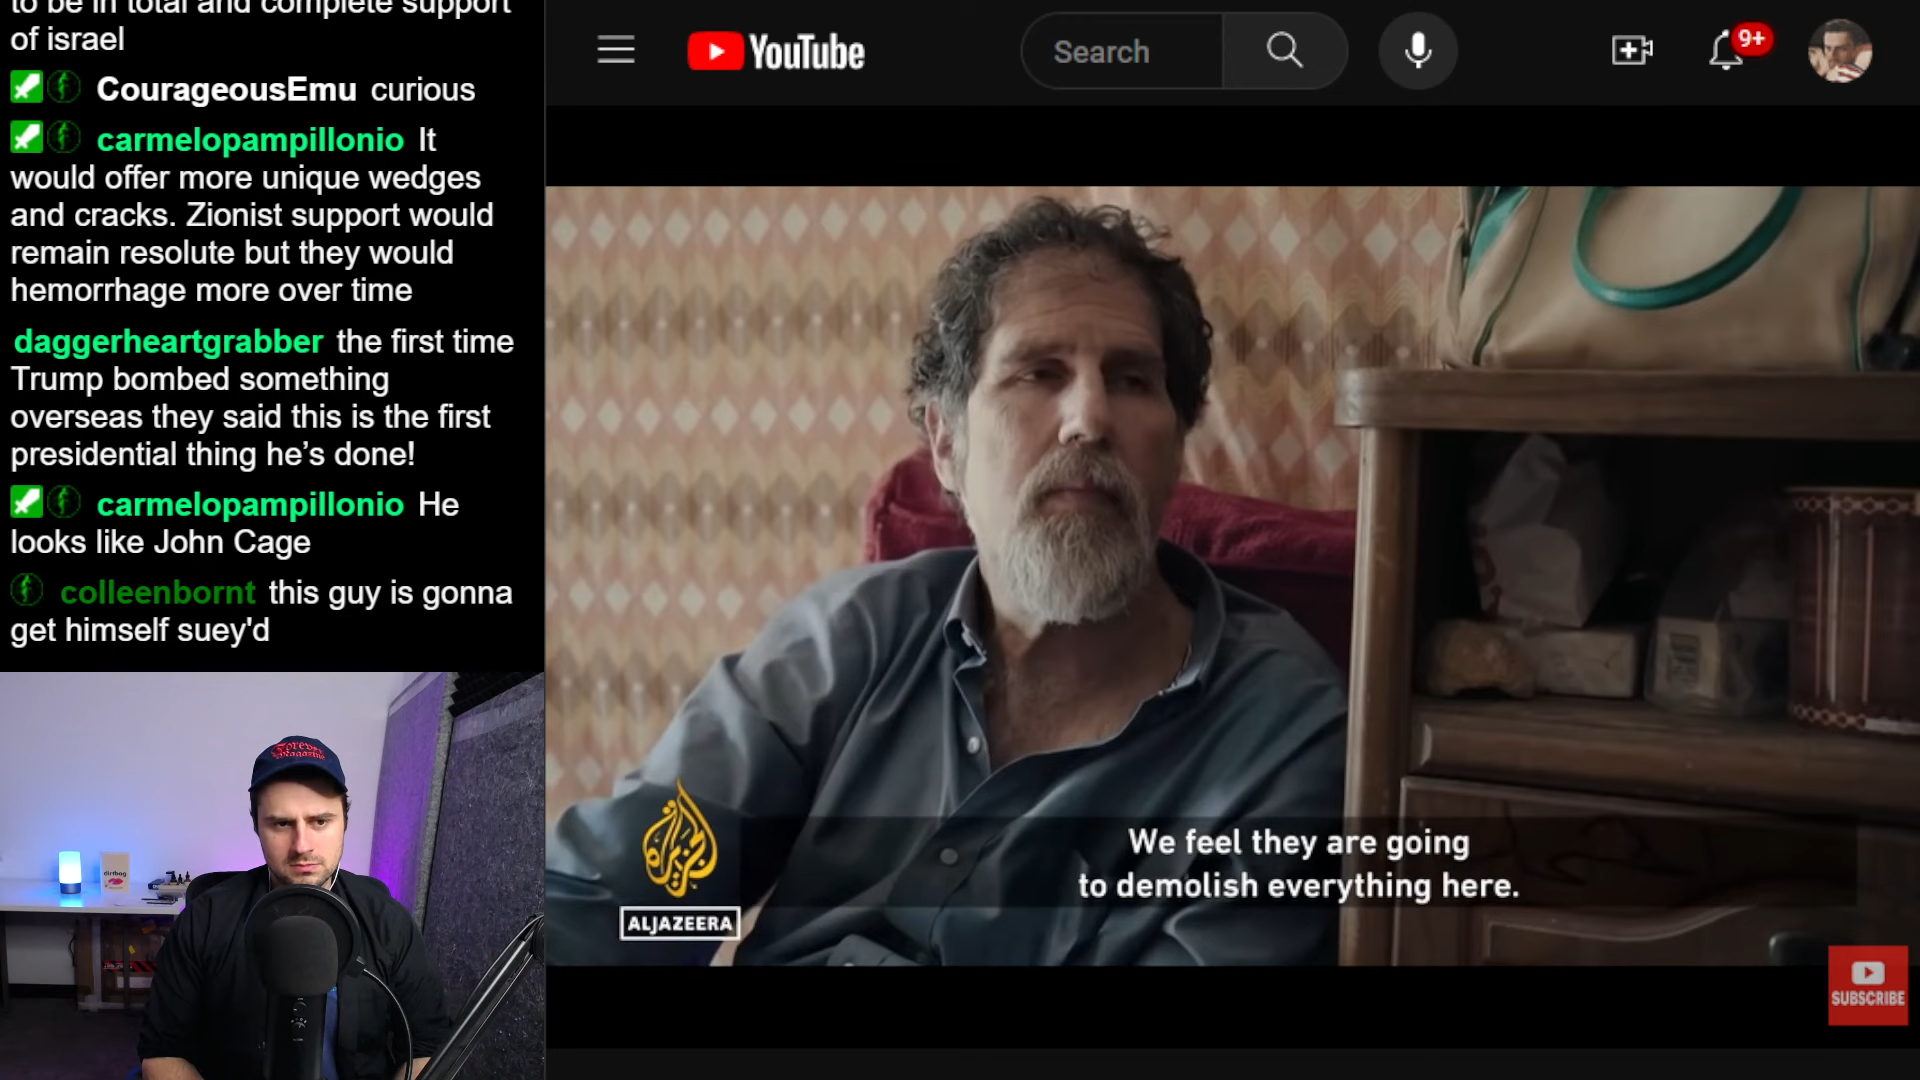 to be in total and complete support
of israel
CourageousEmu curious
carmelopampillonio It
would offer more unique wedges
and cracks. Zionist support would
remain resolute but they would
hemorrhage more over time
daggerheartgrabber the first time
Trump bombed something
overseas they said this is the first
presidential thing he’s done!
carmelopampillonio He
looks like John Cage
colleenbornt this guy is gonna
get himself suey'd
Forever
Magazine
dirtbag
YouTube
Search
9+
We feel they are going
to demolish everything here.
ALJAZEERA
SUBSCRIBE